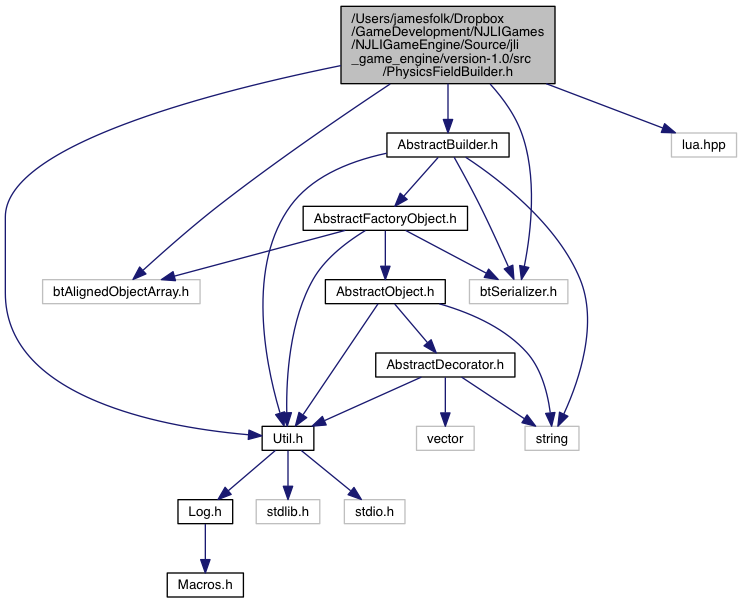 /Users/jamesfolk/Dropbox
/GameDevelopment/NJLIGames
/NJLIGameEngine/Source/jli
_game_engine/version-1.0/src
/PhysicsFieldBuilder.h
AbstractBuilder.h
lua.hpp
AbstractFactoryObject.h
btAlignedObjectArray.h
AbstractObject.h
btSerializer.h
AbstractDecorator.h
Util.h
vector
string
Log.h
stdlib.h
stdio.h
Macros.h